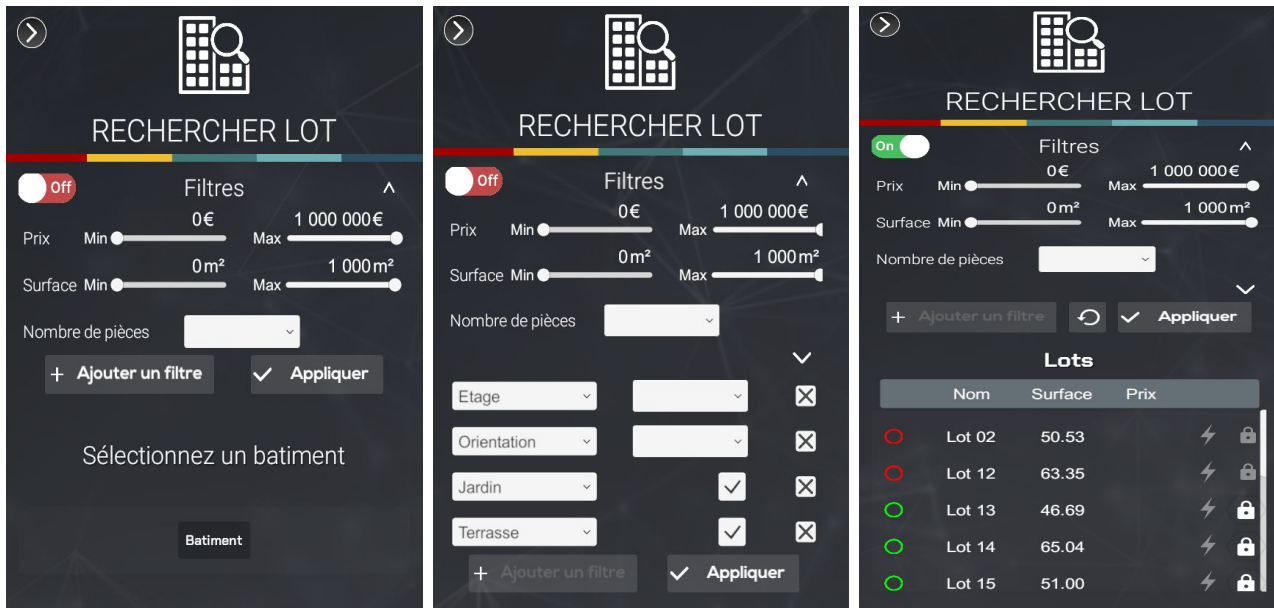 RECHERCHER LOT
Off Filtres
0€ 1 000 000€
Prix Min Max
0m² 1 000m²
Surface Min Max
Nombre de pièces
+ Ajouter un filtre Appliquer
Sélectionnez un batiment
Batiment
RECHERCHER LOT
Off Filtres
0€ 1 000 000€
Prix Min Max
0m² 1 000m²
Surface Min Max
Nombre de pièces
Etage
Orientation
Jardin
Terrasse
+ Ajouter un filtre Appliquer
RECHERCHER LOT
On Filtres
0€ 1 000 000€
Prix Min Max
0m² 1 000m²
Surface Min Max
Nombre de pièces
+ Ajouter un filtre Appliquer
Lots
Nom Surface Prix
Lot 02 50.53
Lot 12 63.35
Lot 13 46.69
Lot 14 65.04
Lot 15 51.00